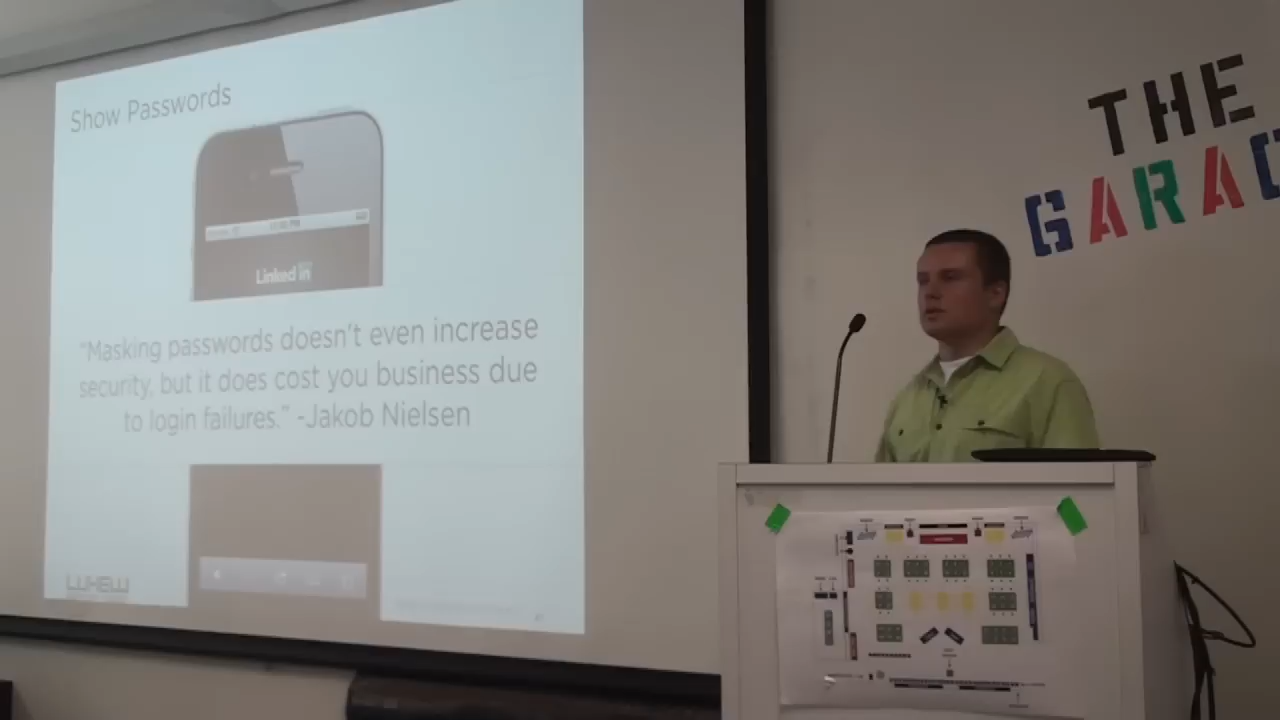 Show Passwords
Linked in
"Masking passwords doesn't even increase
security, but it does cost you business due
to login failures." -Jakob Nielsen
THE
GARAG